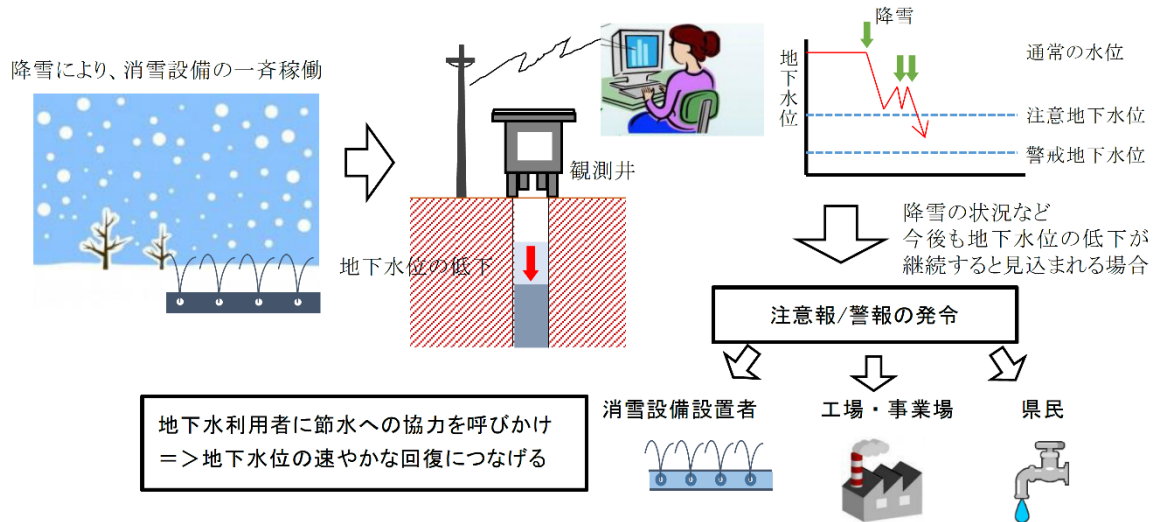 降雪により、消雪設備の一斉稼働
観測井
地下水位の低下
降雪
地下水位
通常の水位
注意地下水位
警戒地下水位
降雪の状況など
今後も地下水位の低下が
継続すると見込まれる場合
注意報/警報の発令
消雪設備設置者
工場・事業場
県民
地下水利用者に節水への協力を呼びかけ
＝＞地下水位の速やかな回復につなげる